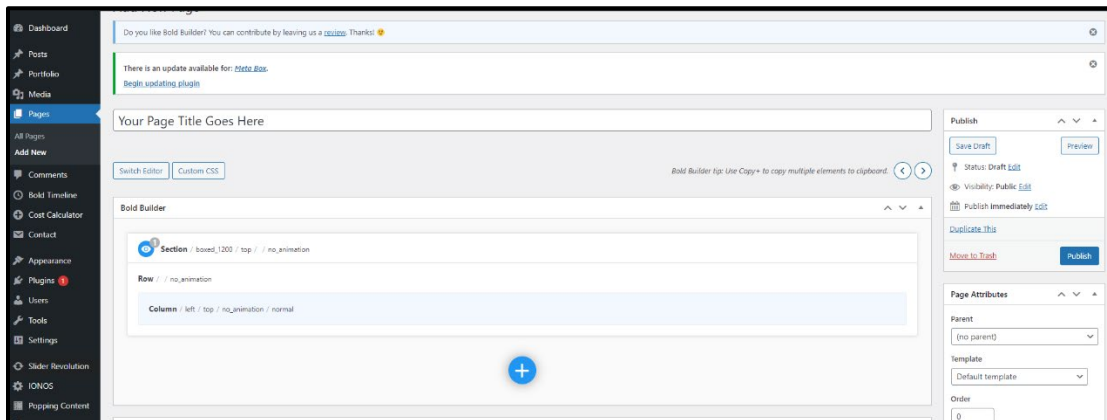 Add New Page
Dashboard
Posts
Portfolio
Media
Pages
All Pages
Add New
Comments
Bold Timeline
Cost Calculator
Contact
Appearance
Plugins 1
Users
Tools
Settings
Slider Revolution
IONOS
Popping Content
Do you like Bold Builder? You can contribute by leaving us a review. Thanks!
There is an update available for: Meta Box.
Begin updating plugin
Your Page Title Goes Here
Switch Editor
Custom CSS
Bold Builder tip: Use Copy+ to copy multiple elements to clipboard.
Bold Builder
1
Section / boxed_1200 / top / / no_animation
Row / / no_animation
Column / left / top / no_animation / normal
Publish
Save Draft
Preview
Status: Draft Edit
Visibility: Public Edit
Publish immediately Edit
Duplicate This
Move to Trash
Publish
Page Attributes
Parent
(no parent)
Template
Default template
Order
0